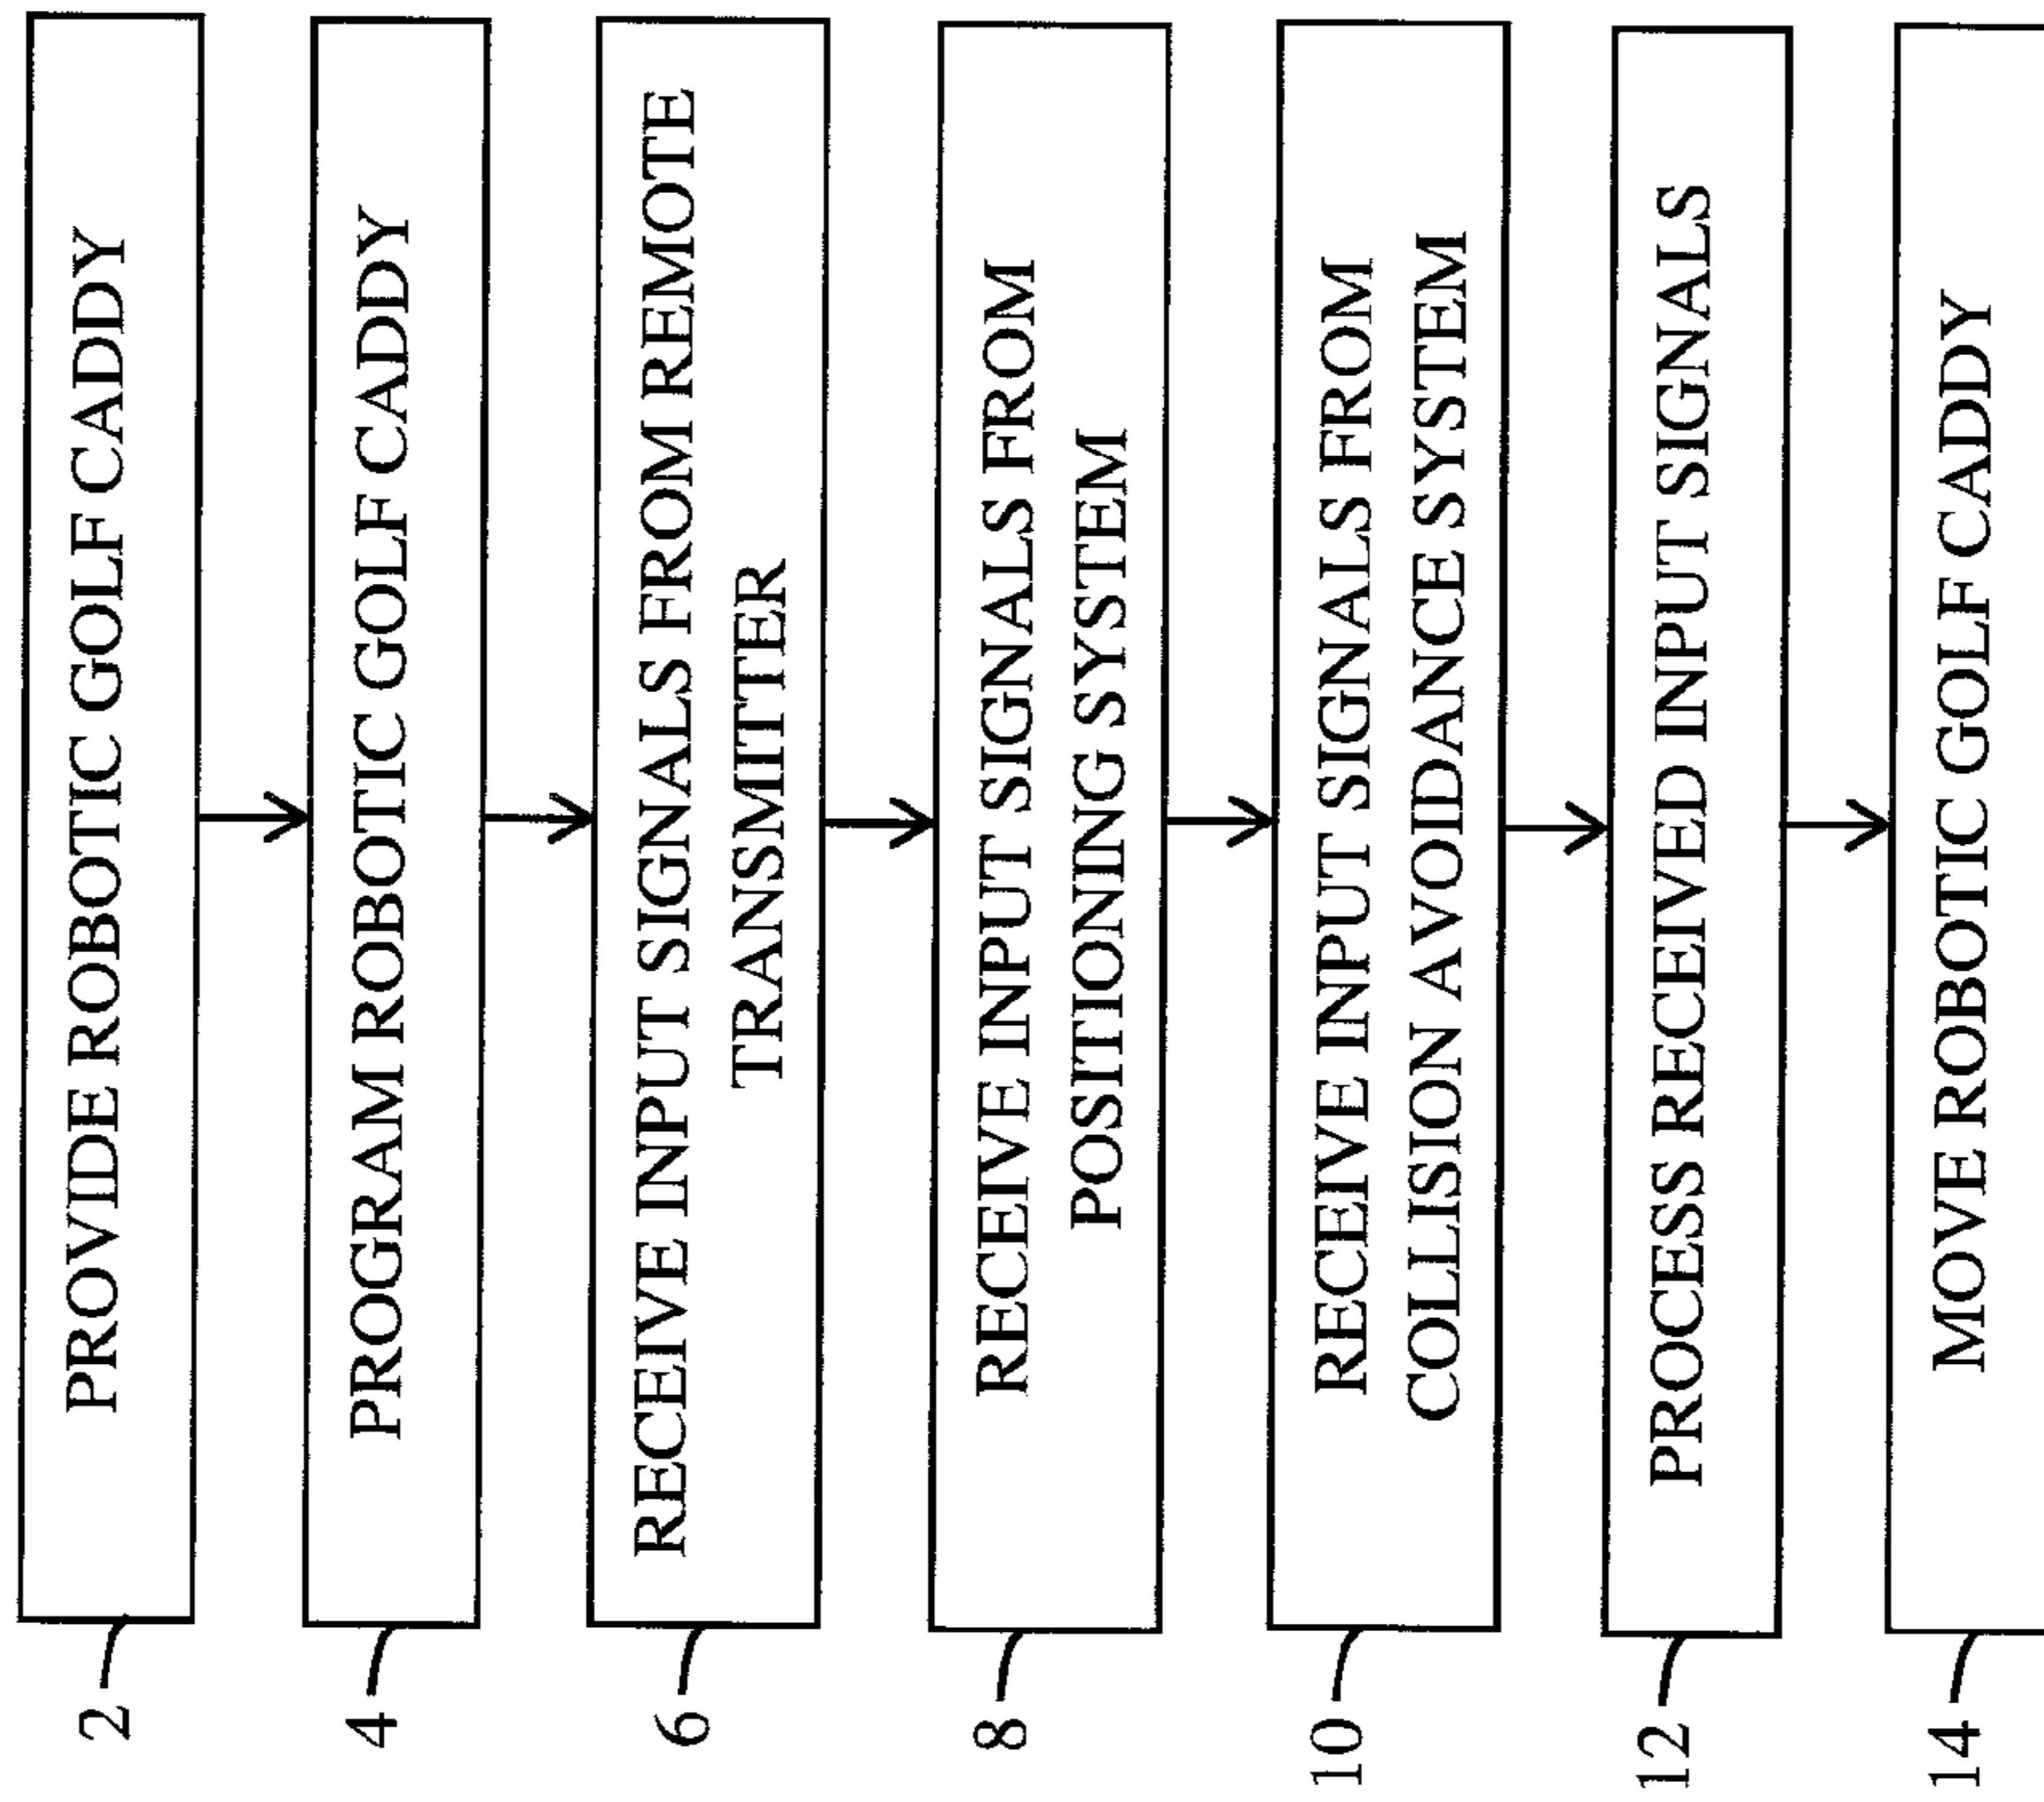 2
PROVIDE ROBOTIC GOLF CADDY
4
PROGRAM ROBOTIC GOLF CADDY
6
RECEIVE INPUT SIGNALS FROM REMOTE
TRANSMITTER
8
RECEIVE INPUT SIGNALS FROM
POSITIONING SYSTEM
10
RECEIVE INPUT SIGNALS FROM
COLLISION AVOIDANCE SYSTEM
12
PROCESS RECEIVED INPUT SIGNALS
14
MOVE ROBOTIC GOLF CADDY